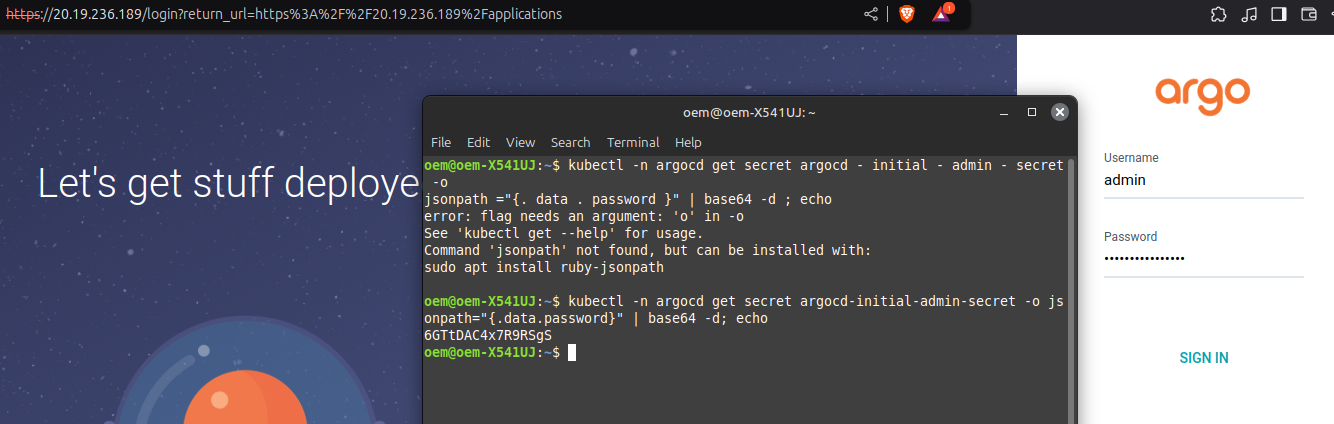 https://20.19.236.189/login?return_url=https%3A%2F%2F20.19.236.189%2Fapplications
1
Let's get stuff deploye
oem@oem-X541UJ: ~
File Edit View Search Terminal Help
oem@oem-X541UJ:~$ kubectl -n argocd get secret argocd - initial - admin - secret
-o
jsonpath ="{. data . password }" | base64 -d ; echo
error: flag needs an argument: 'o' in -o
See 'kubectl get --help' for usage.
Command 'jsonpath' not found, but can be installed with:
sudo apt install ruby-jsonpath
oem@oem-X541UJ:~$ kubectl -n argocd get secret argocd-initial-admin-secret -o js
onpath="{.data.password}" | base64 -d; echo
6GTtDAC4x7R9RSgS
oem@oem-X541UJ:~$
argo
Username
admin
Password
••••••••••••••••
SIGN IN